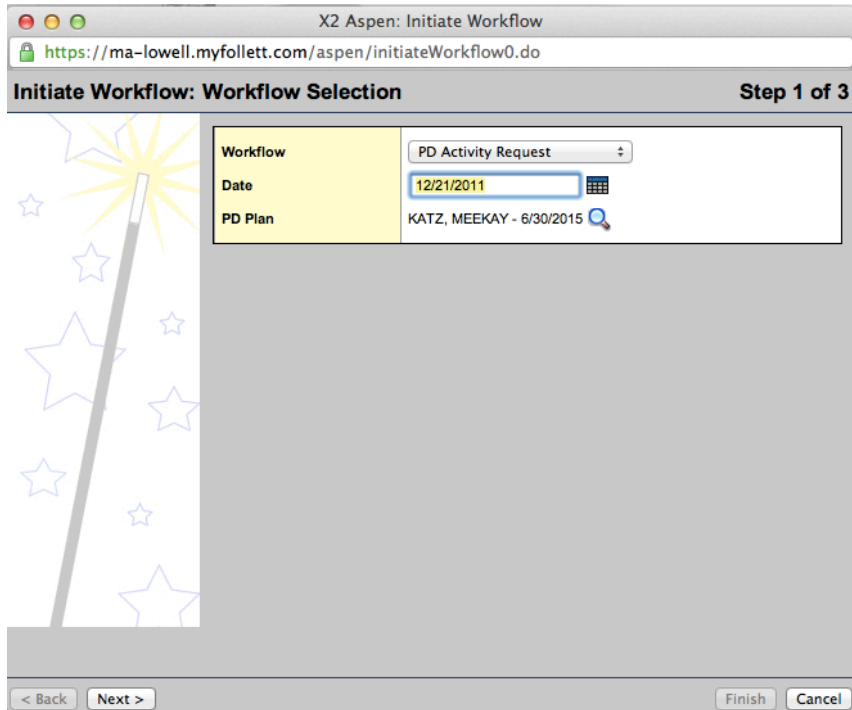 X2 Aspen: Initiate Workflow
https://ma-lowell.myfollett.com/aspen/initiateWorkflow0.do
Initiate Workflow: Workflow Selection Step 1 of 3
Workflow PD Activity Request
Date 12/21/2011
PD Plan KATZ, MEEKAY - 6/30/2015
< Back Next > Finish Cancel